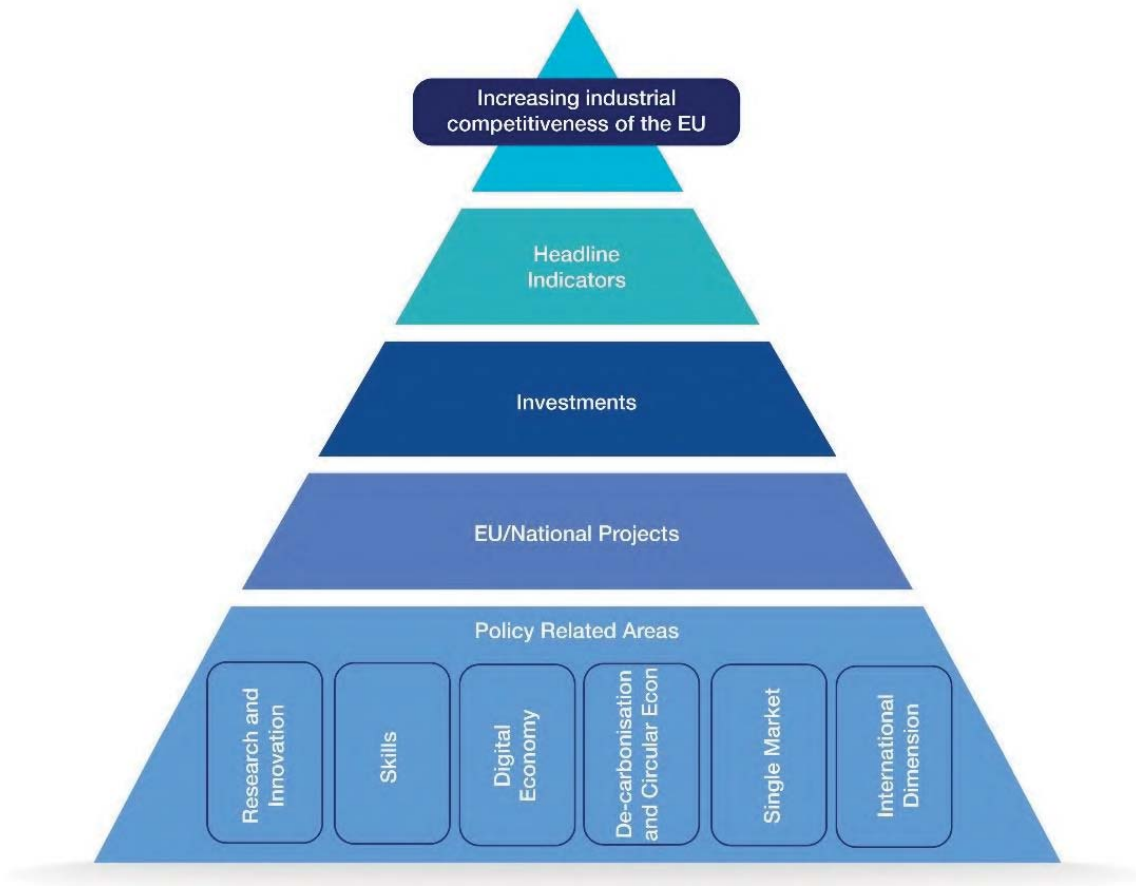 Increasing industrial
competitiveness of the EU
Headline
Indicators
Investments
EU/National Projects
Policy Related Areas
Research and
Innovation
Skills
Digital
Economy
De-carbonisation
and Circular Econ
Single Market
International
Dimension